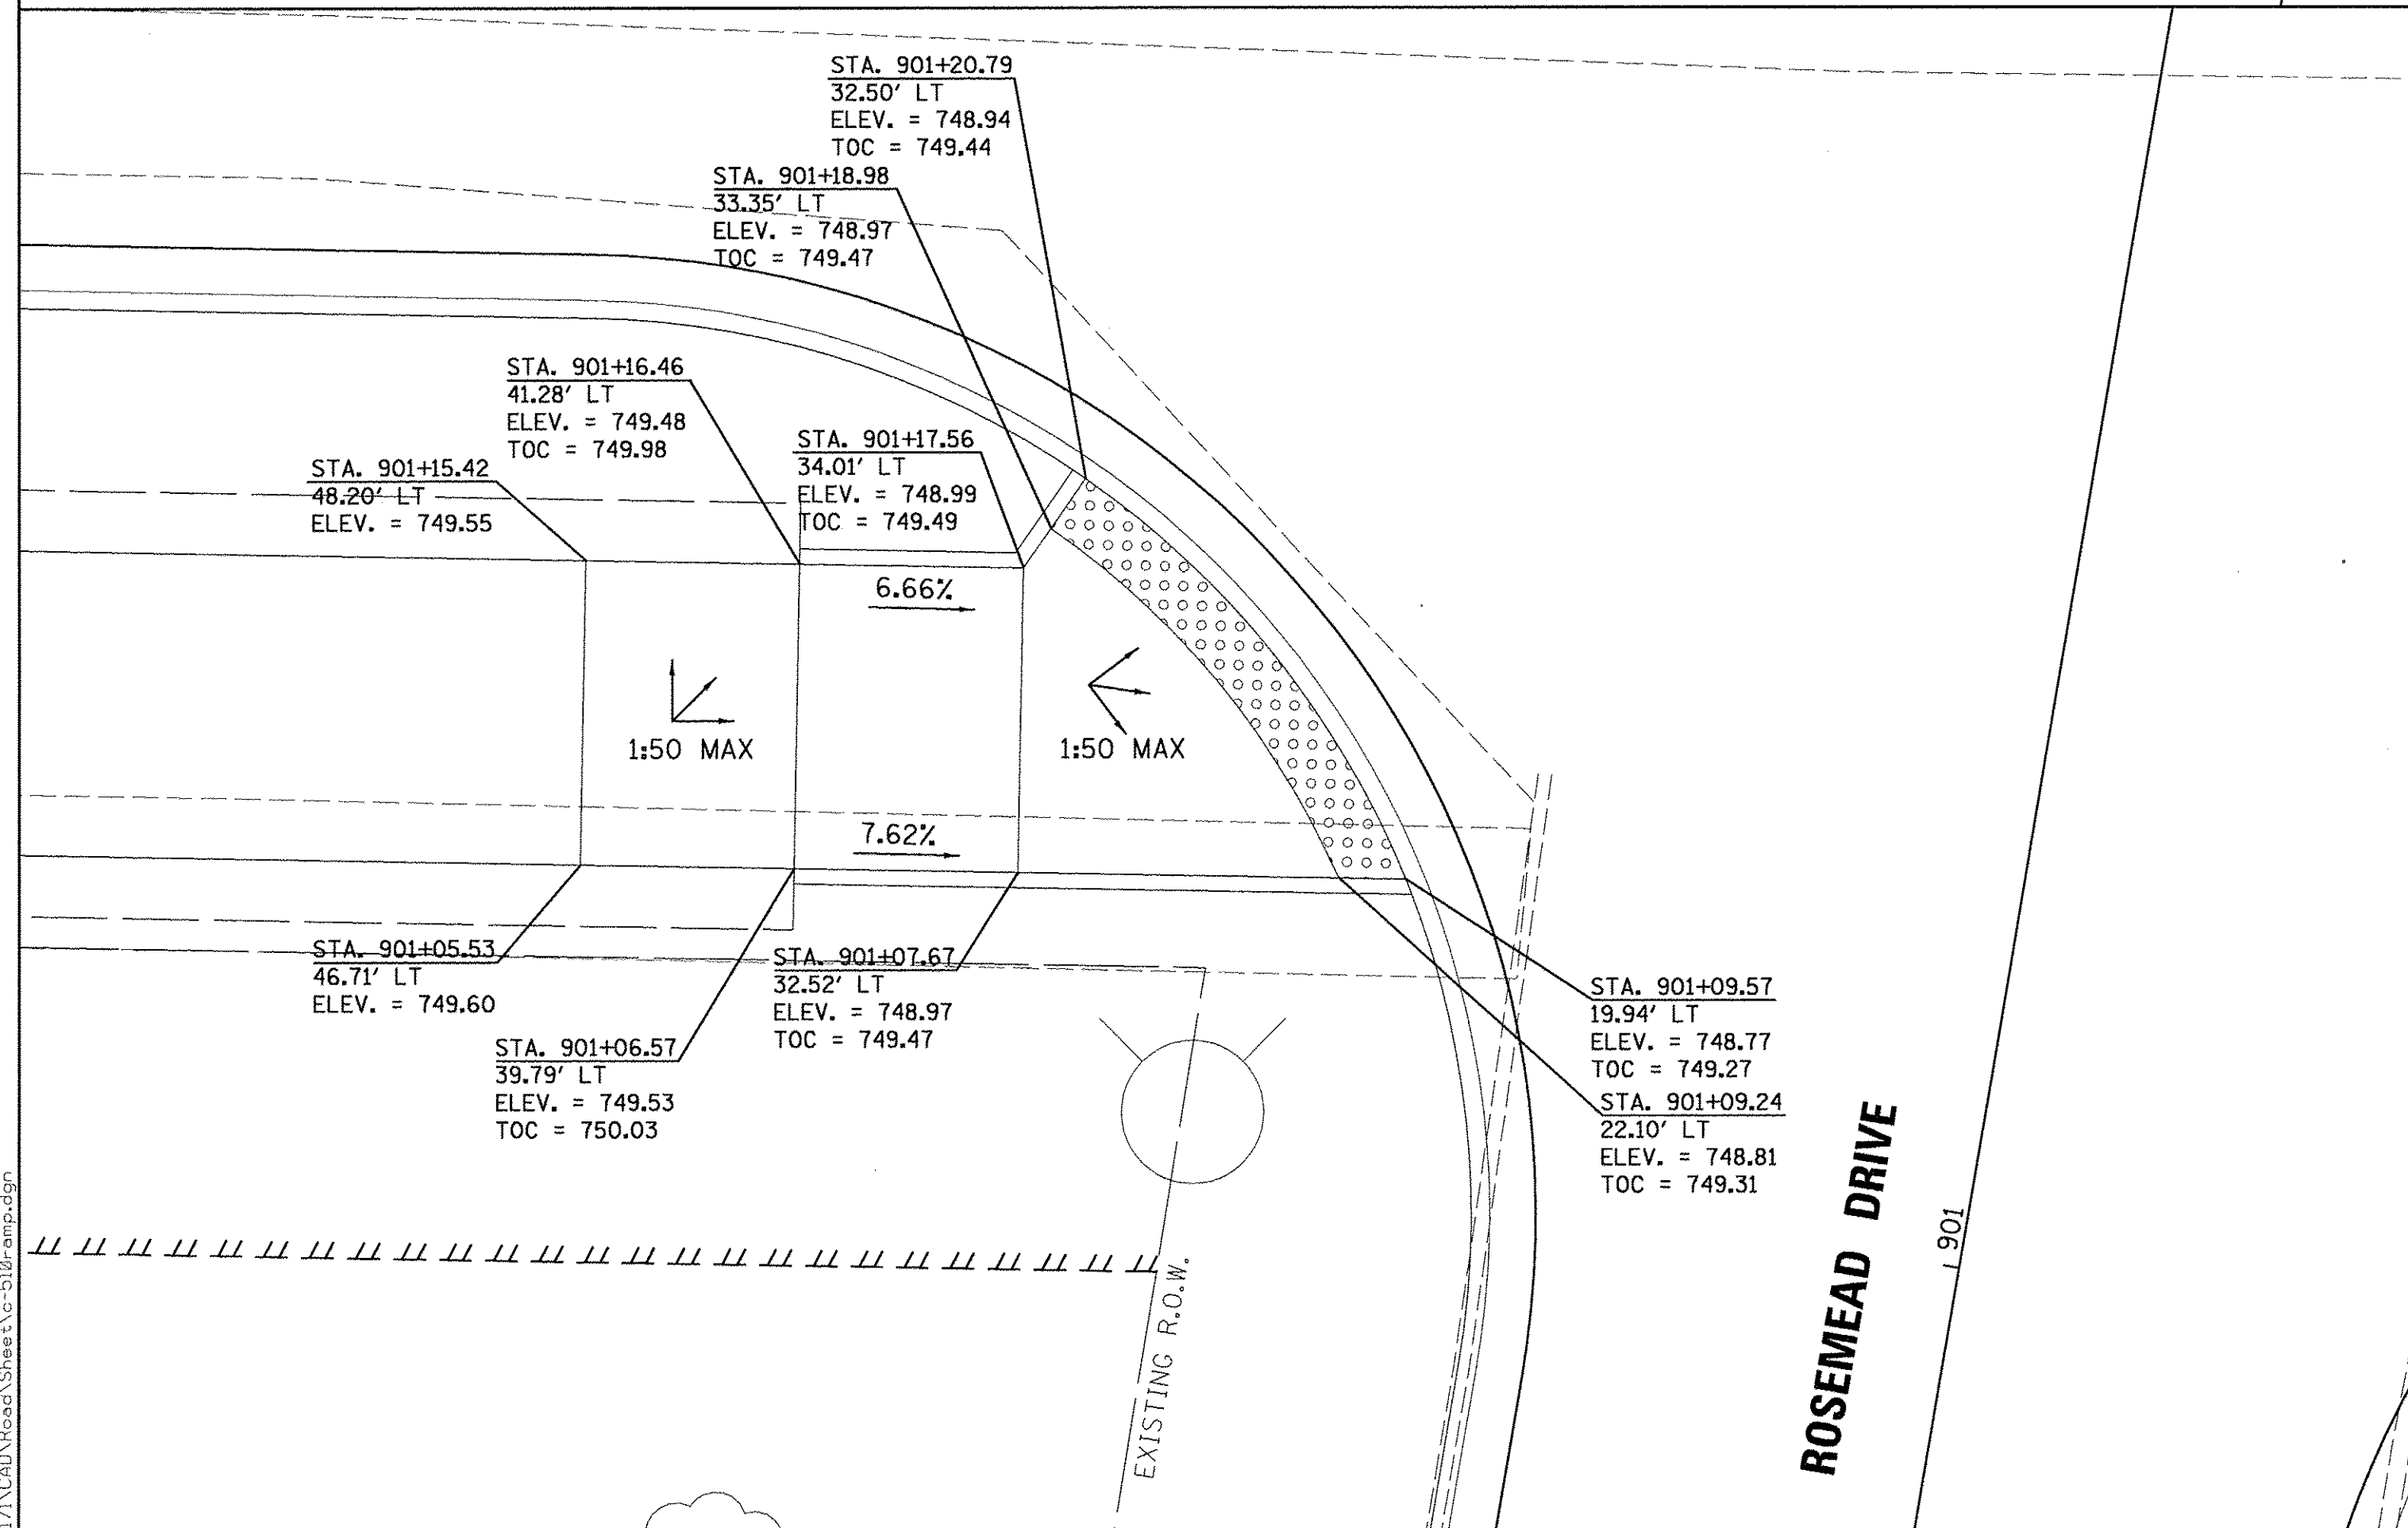 STA. 901+20.79
32.50' LT
ELEV. = 748.94
TOC = 749.44
STA. 901+18.98
33.35' LT
ELEV. = 748.97
TOC = 749.47
STA. 901+16.46
41.28' LT
ELEV. = 749.48
TOC = 749.98
STA. 901+17.56
34.01' LT
ELEV. = 748.99
TOC = 749.49
STA. 901+15.42
48.20' LT
ELEV. = 749.55
6.66%
1:50 MAX
1:50 MAX
7.62%
STA. 901+05.53
46.71' LT
ELEV. = 749.60
STA. 901+07.67
32.52' LT
ELEV. = 748.97
TOC = 749.47
STA. 901+06.57
39.79' LT
ELEV. = 749.53
TOC = 750.03
STA. 901+09.57
19.94' LT
ELEV. = 748.77
TOC = 749.27
STA. 901+09.24
22.10' LT
ELEV. = 748.81
TOC = 749.31
ROSEMEAD DRIVE
901
EXISTING R.O.W.
\CAD\Road\Sheet\c-510ramp.dgn